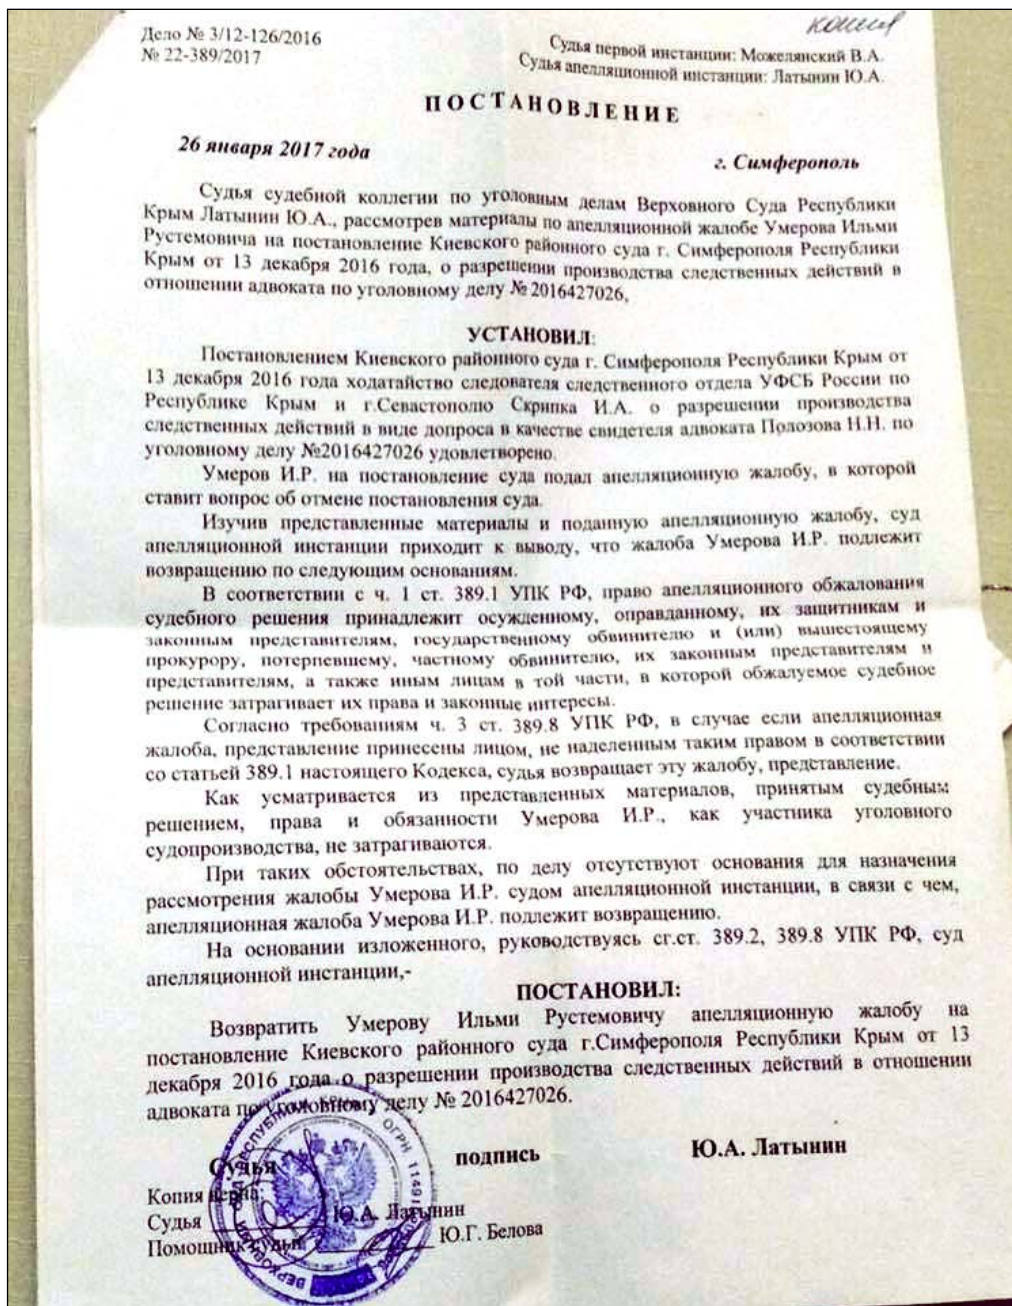 копия
Дело № 3/12-126/2016
№ 22-389/2017
Судья первой инстанции: Можелянский В.А.
Судья апелляционной инстанции: Латынин Ю.А.
ПОСТАНОВЛЕНИЕ
26 января 2017 года
г. Симферополь
Судья судебной коллегии по уголовным делам Верховного Суда Республики
Крым Латынин Ю.А., рассмотрев материалы по апелляционной жалобе Умерова Ильми
Рустемовича на постановление Киевского районного суда г. Симферополя Республики
Крым от 13 декабря 2016 года, о разрешении производства следственных действий в
отношении адвоката по уголовному делу № 2016427026,
УСТАНОВИЛ:
Постановлением Киевского районного суда г. Симферополя Республики Крым от
13 декабря 2016 года ходатайство следователя следственного отдела УФСБ России по
Республике Крым и г.Севастополю Скрипка И.А. о разрешении производства
следственных действий в виде допроса в качестве свидетеля адвоката Полозова Н.Н. по
уголовному делу №2016427026 удовлетворено.
Умеров И.Р. на постановление суда подал апелляционную жалобу, в которой
ставит вопрос об отмене постановления суда.
Изучив представленные материалы и поданную апелляционную жалобу, суд
апелляционной инстанции приходит к выводу, что жалоба Умерова И.Р. подлежит
возвращению по следующим основаниям.
В соответствии с ч. 1 ст. 389.1 УПК РФ, право апелляционного обжалования
судебного решения принадлежит осужденному, оправданному, их защитникам и
законным представителям, государственному обвинителю и (или) вышестоящему
прокурору, потерпевшему, частному обвинителю, их законным представителям и
представителям, а также иным лицам в той части, в которой обжалуемое судебное
решение затрагивает их права и законные интересы.
Согласно требованиям ч. 3 ст. 389.8 УПК РФ, в случае если апелляционная
жалоба, представление принесены лицом, не наделенным таким правом в соответствии
со статьей 389.1 настоящего Кодекса, судья возвращает эту жалобу, представление.
Как усматривается из представленных материалов, принятым судебным
решением, права и обязанности Умерова И.Р., как участника уголовного
судопроизводства, не затрагиваются.
При таких обстоятельствах, по делу отсутствуют основания для назначения
рассмотрения жалобы Умерова И.Р. судом апелляционной инстанции, в связи с чем,
апелляционная жалоба Умерова И.Р. подлежит возвращению.
На основании изложенного, руководствуясь ст.ст. 389.2, 389.8 УПК РФ, суд
апелляционной инстанции,-
ПОСТАНОВИЛ:
Возвратить Умерову Ильми Рустемовичу апелляционную жалобу на
постановление Киевского районного суда г.Симферополя Республики Крым от 13
декабря 2016 года о разрешении производства следственных действий в отношении
адвоката по уголовному делу № 2016427026.
Судья подпись Ю.А. Латынин
Копия верна:
Судья Ю.А. Латынин
Помощник судьи Ю.Г. Белова